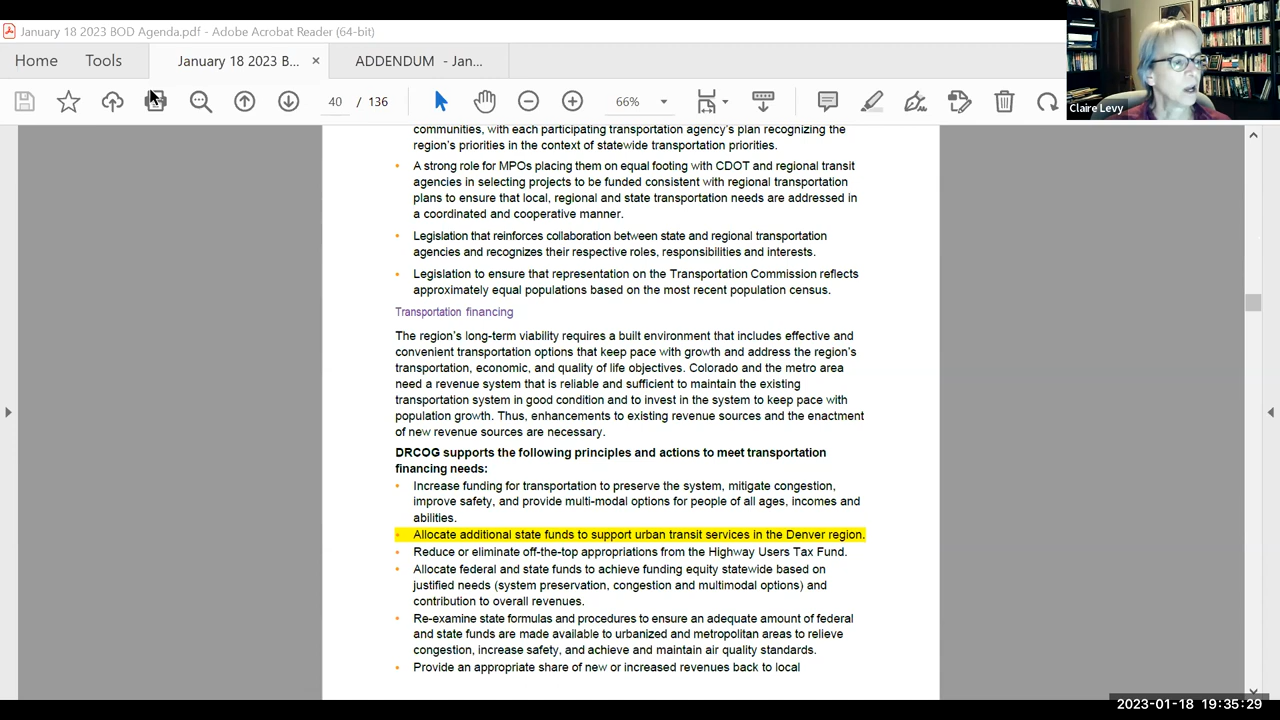 January 18 2023 BOD Agenda.pdf - Adobe Acrobat Reader (64-bit)
Home
Tools
January 18 2023 B...
×
ADDENDUM - Jan...
40 / 136
66%
Claire Levy
communities, with each participating transportation agency's plan recognizing the
region's priorities in the context of statewide transportation priorities.
• A strong role for MPOs placing them on equal footing with CDOT and regional transit
agencies in selecting projects to be funded consistent with regional transportation
plans to ensure that local, regional and state transportation needs are addressed in
a coordinated and cooperative manner.
• Legislation that reinforces collaboration between state and regional transportation
agencies and recognizes their respective roles, responsibilities and interests.
• Legislation to ensure that representation on the Transportation Commission reflects
approximately equal populations based on the most recent population census.
Transportation financing
The region's long-term viability requires a built environment that includes effective and
convenient transportation options that keep pace with growth and address the region's
transportation, economic, and quality of life objectives. Colorado and the metro area
need a revenue system that is reliable and sufficient to maintain the existing
transportation system in good condition and to invest in the system to keep pace with
population growth. Thus, enhancements to existing revenue sources and the enactment
of new revenue sources are necessary.
DRCOG supports the following principles and actions to meet transportation
financing needs:
• Increase funding for transportation to preserve the system, mitigate congestion,
improve safety, and provide multi-modal options for people of all ages, incomes and
abilities.
• Allocate additional state funds to support urban transit services in the Denver region.
• Reduce or eliminate off-the-top appropriations from the Highway Users Tax Fund.
• Allocate federal and state funds to achieve funding equity statewide based on
justified needs (system preservation, congestion and multimodal options) and
contribution to overall revenues.
• Re-examine state formulas and procedures to ensure an adequate amount of federal
and state funds are made available to urbanized and metropolitan areas to relieve
congestion, increase safety, and achieve and maintain air quality standards.
• Provide an appropriate share of new or increased revenues back to local
2023-01-18 19:35:29